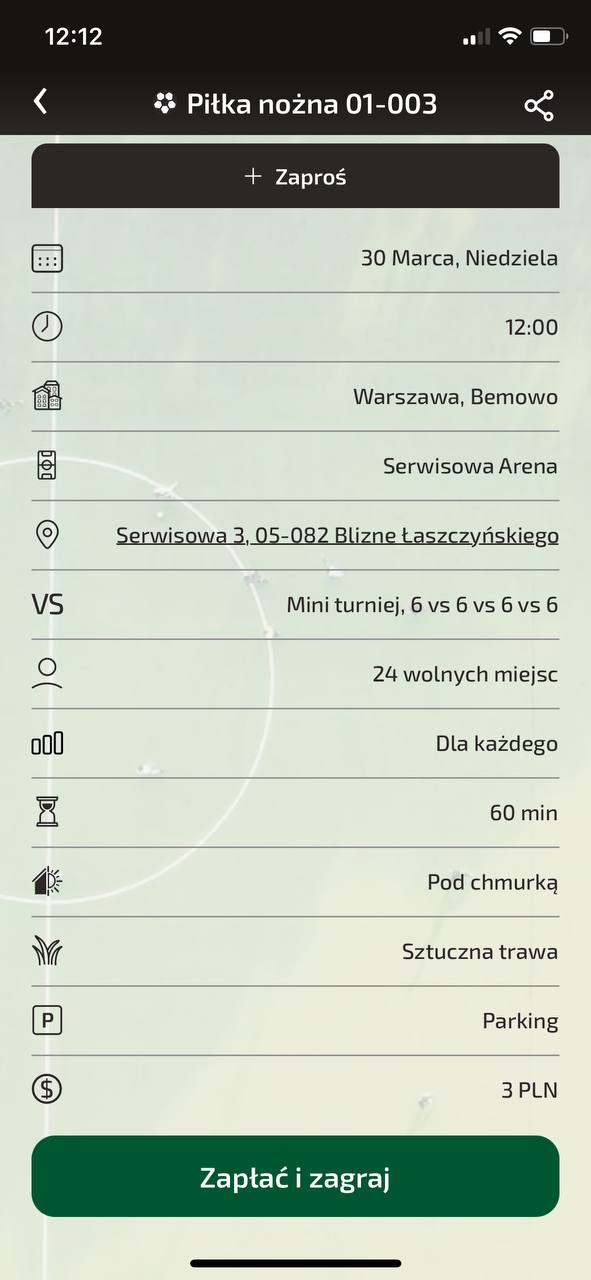 12:12
Piłka nożna 01-003
+ Zaproś
30 Marca, Niedziela
12:00
Warszawa, Bemowo
Serwisowa Arena
Serwisowa 3, 05-082 Blizne Łaszczyńskiego
VS Mini turniej, 6 vs 6 vs 6 vs 6
24 wolnych miejsc
Dla każdego
60 min
Pod chmurką
Sztuczna trawa
P Parking
$ 3 PLN
Zapłać i zagraj